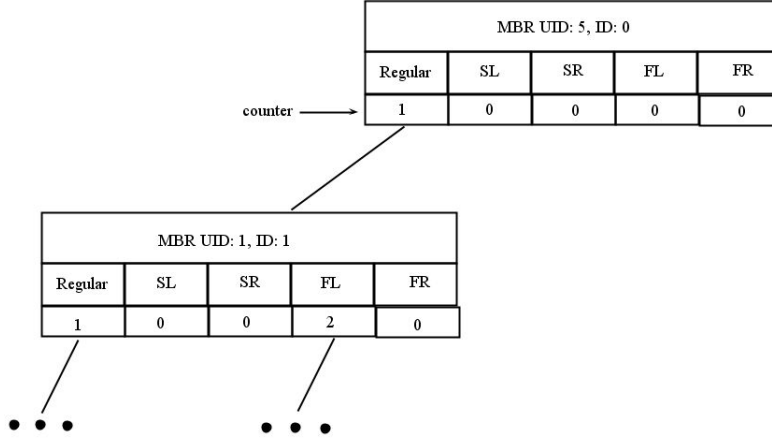 MBR UID: 5, ID: 0
Regular SL SR FL FR
counter 1 0 0 0 0
MBR UID: 1, ID: 1
Regular SL SR FL FR
1 0 0 2 0